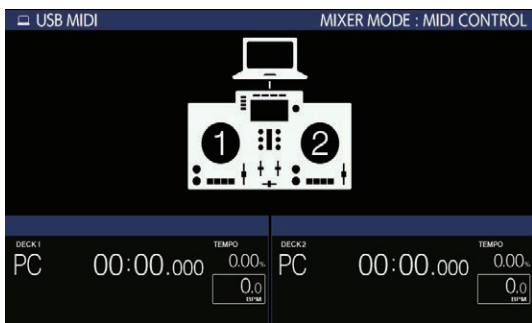 USB MIDI MIXER MODE : MIDI CONTROL
1 2
DECK1 TEMPO DECK2 TEMPO
PC 00:00.000 0.00% PC 00:00.000 0.00%
0.0 0.0
BPM BPM